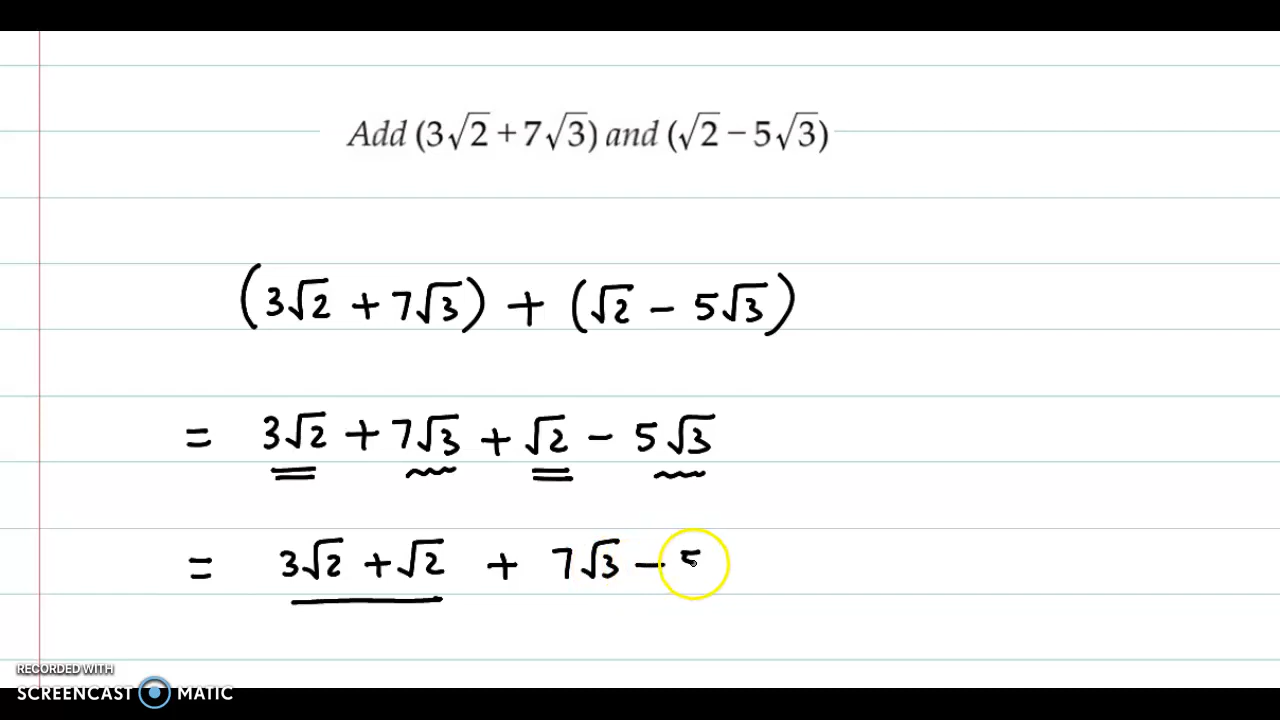 Add (3√2 + 7√3) and (√2 − 5√3)
(3√2 + 7√3) + (√2 − 5√3)
= 3√2 + 7√3 + √2 − 5√3
= 3√2 + √2 + 7√3 − 5
RECORDED WITH
SCREENCAST MATIC